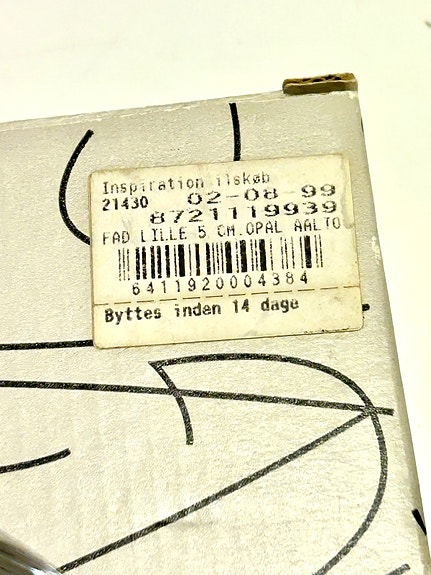 Inspiration ilskøb
21430 02-08-99
8721119939
FAD LILLE 5 CM.OPAL AALTO
6411920004384
Byttes inden 14 dage